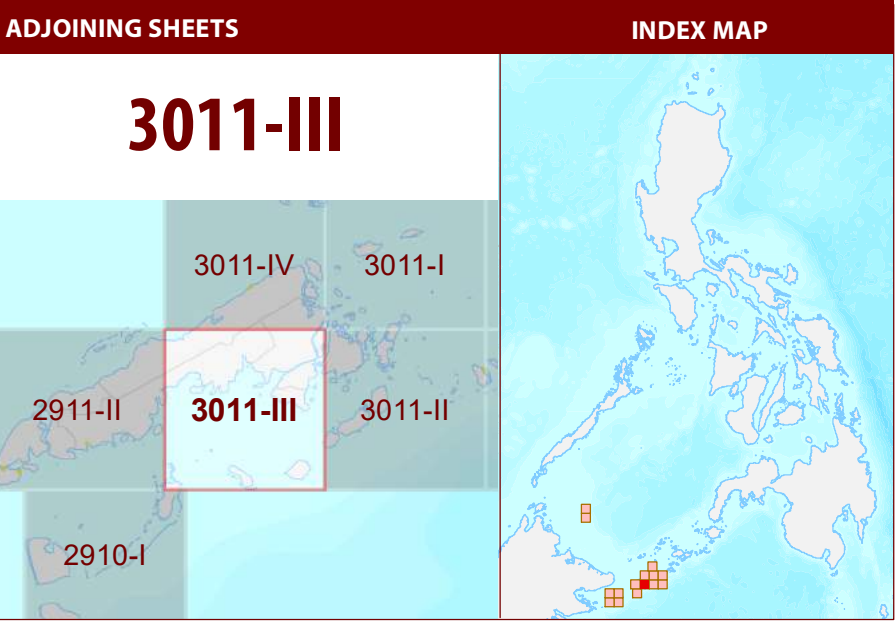 ADJOINING SHEETS
INDEX MAP
3011-III
3011-IV
3011-I
2911-II
3011-III
3011-II
2910-I